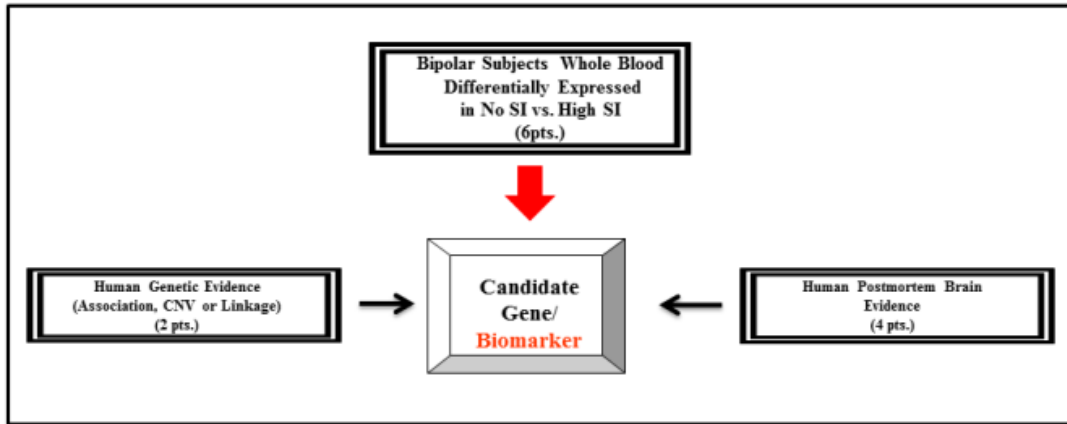 Bipolar Subjects Whole Blood
Differentially Expressed
in No SI vs. High SI
(6pts.)
Human Genetic Evidence
(Association, CNV or Linkage)
(2 pts.)
Candidate
Gene/
Biomarker
Human Postmortem Brain
Evidence
(4 pts.)